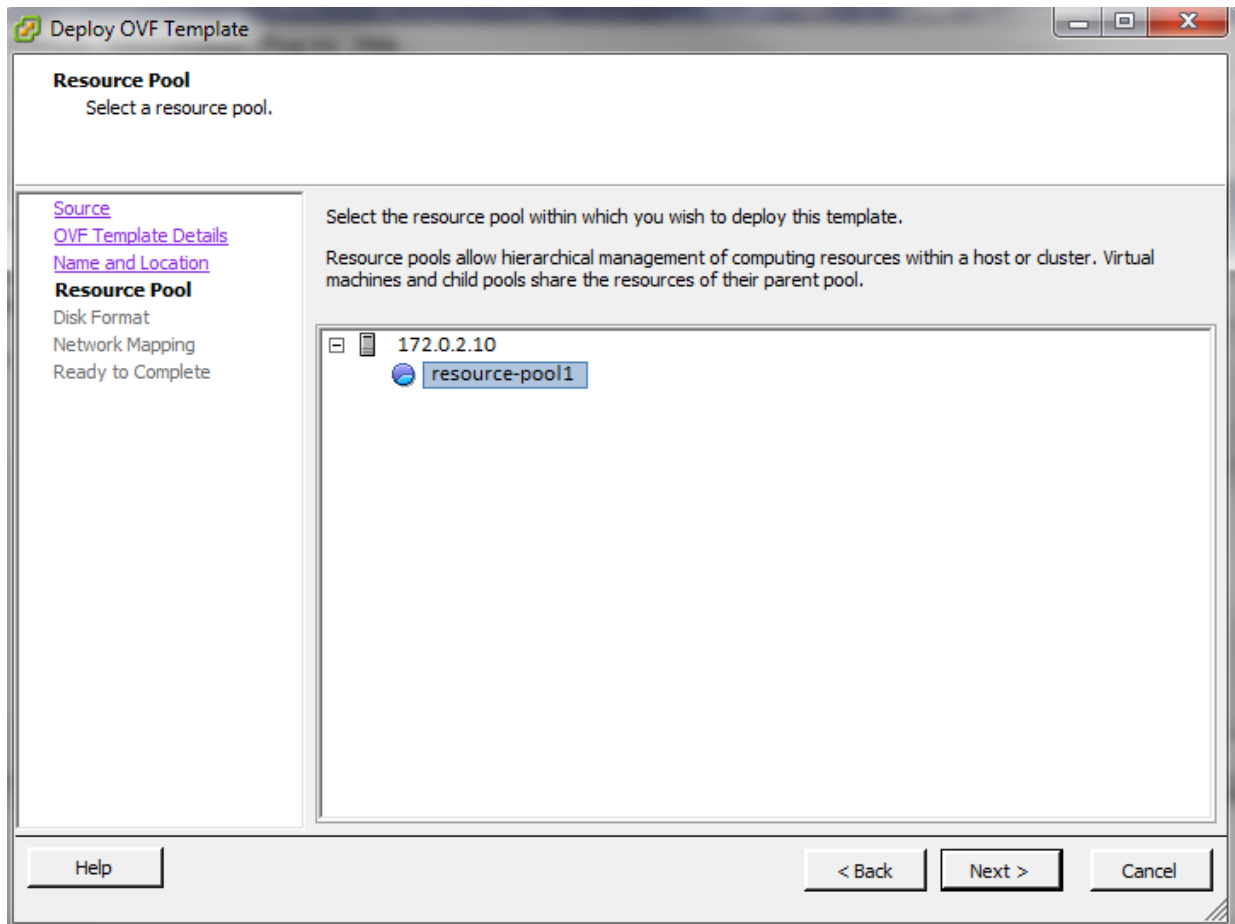 Deploy OVF Template
Resource Pool
Select a resource pool.
Source
OVF Template Details
Name and Location
Resource Pool
Disk Format
Network Mapping
Ready to Complete
Select the resource pool within which you wish to deploy this template.
Resource pools allow hierarchical management of computing resources within a host or cluster. Virtual
machines and child pools share the resources of their parent pool.
172.0.2.10
resource-pool1
Help
< Back
Next >
Cancel